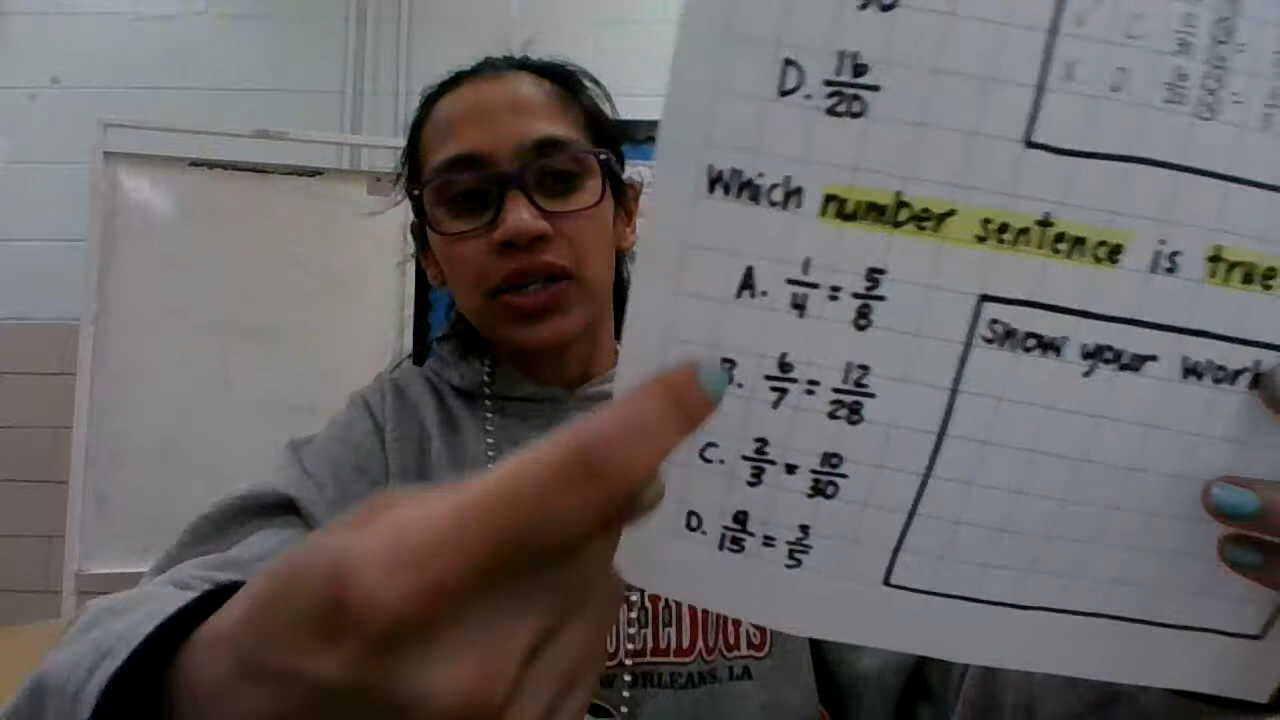 D. 16/20
Which number sentence is true
A. 1/4 = 5/8
B. 6/7 = 12/28
C. 2/3 = 10/30
D. /15 = 3/5
Show your work
BULLDOGS
NEW ORLEANS, LA